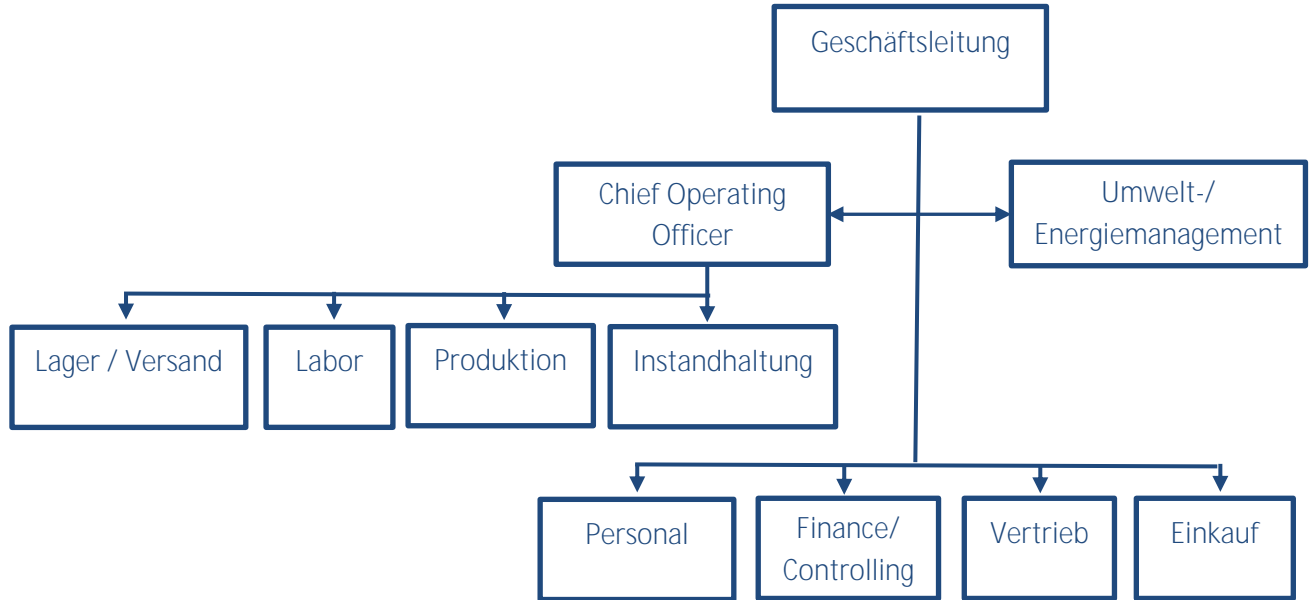 Geschäftsleitung
Chief Operating
Officer
Umwelt-/
Energiemanagement
Lager / Versand
Labor
Produktion
Instandhaltung
Personal
Finance/
Controlling
Vertrieb
Einkauf